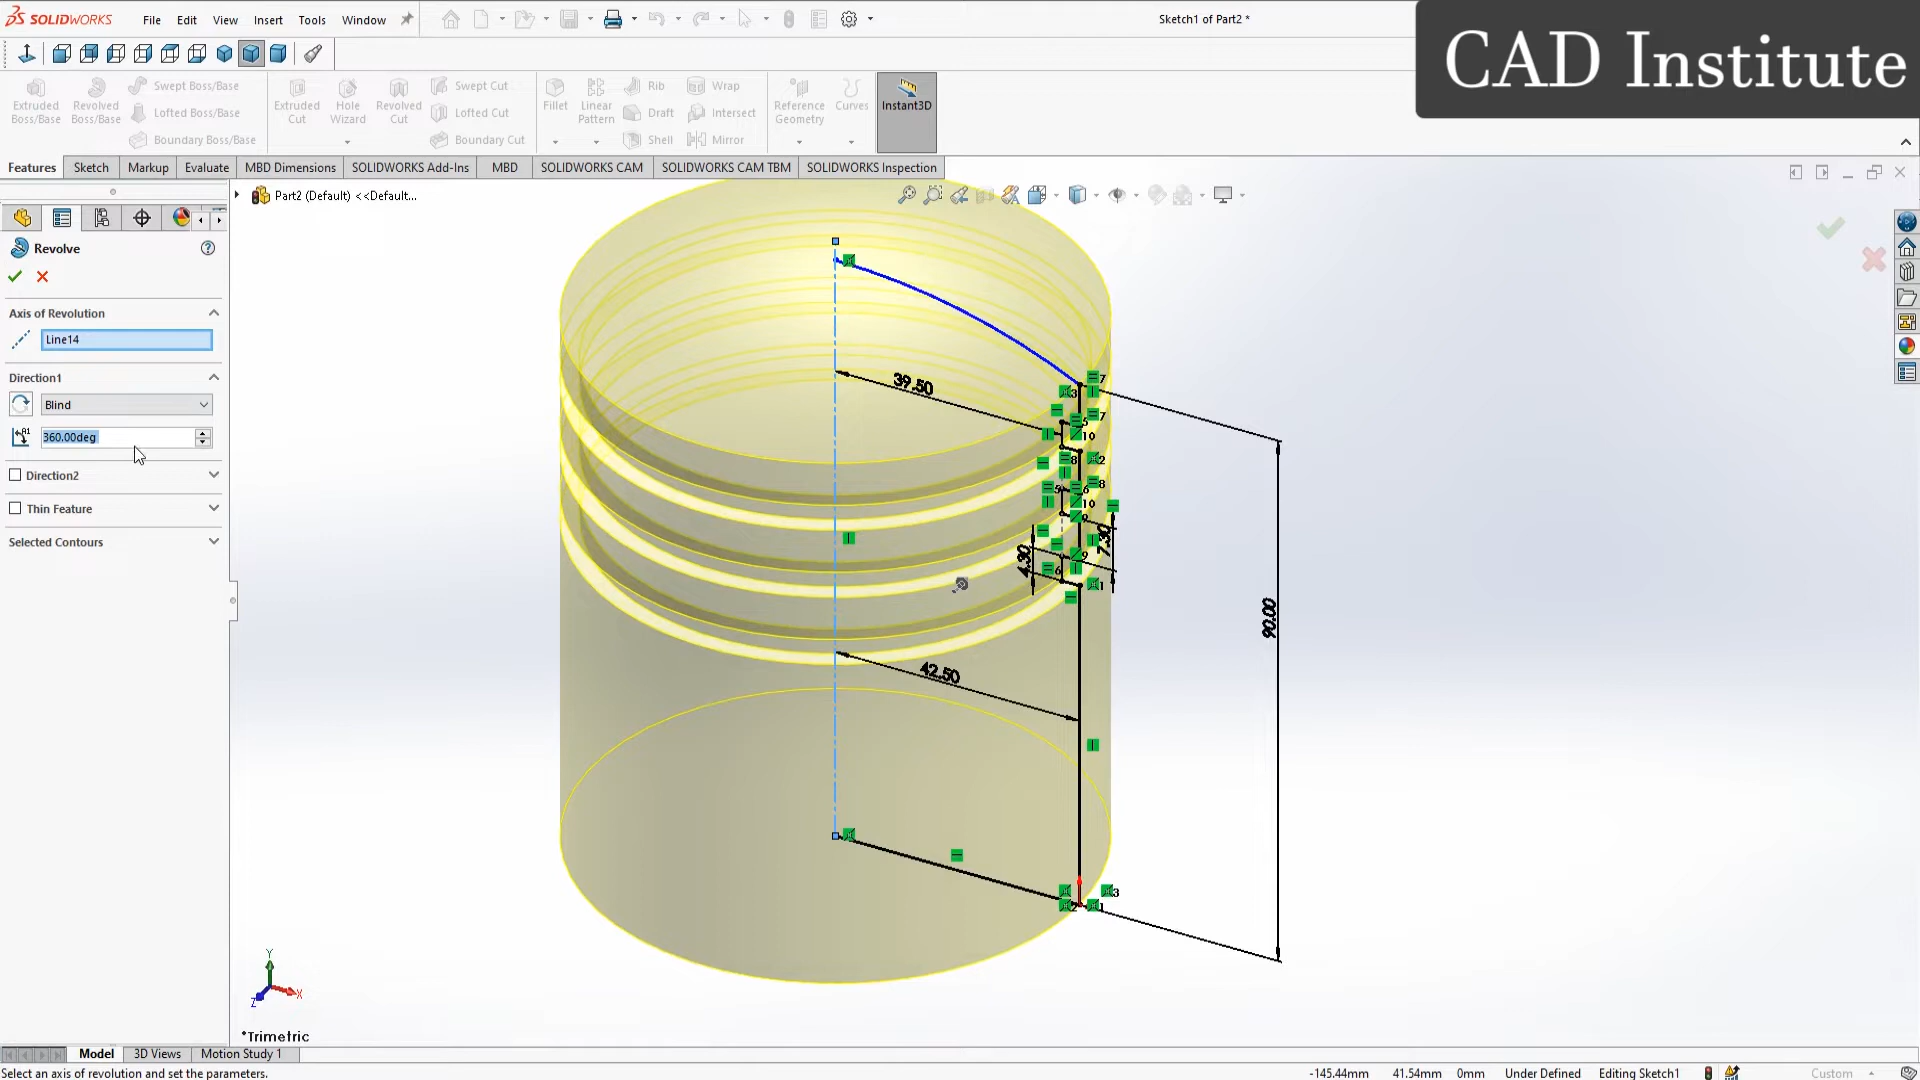 SOLIDWORKS File Edit View Insert Tools Window Sketch1 of Part2 *
CAD Institute
Extruded Boss/Base
Revolved Boss/Base
Swept Boss/Base
Lofted Boss/Base
Boundary Boss/Base
Extruded Cut
Hole Wizard
Revolved Cut
Swept Cut
Lofted Cut
Boundary Cut
Fillet
Linear Pattern
Rib
Draft
Shell
Wrap
Intersect
Mirror
Reference Geometry
Curves
Instant3D
Features Sketch Markup Evaluate MBD Dimensions SOLIDWORKS Add-Ins MBD SOLIDWORKS CAM SOLIDWORKS CAM TBM SOLIDWORKS Inspection
Part2 (Default) <<Default...
Revolve
Axis of Revolution
Line14
Direction1
Blind
360.00deg
Direction2
Thin Feature
Selected Contours
39.50
42.50
4.30
7.30
90.00
Y
X
Z
*Trimetric
Model 3D Views Motion Study 1
Select an axis of revolution and set the parameters.
-145.44mm 41.54mm 0mm Under Defined Editing Sketch1 Custom